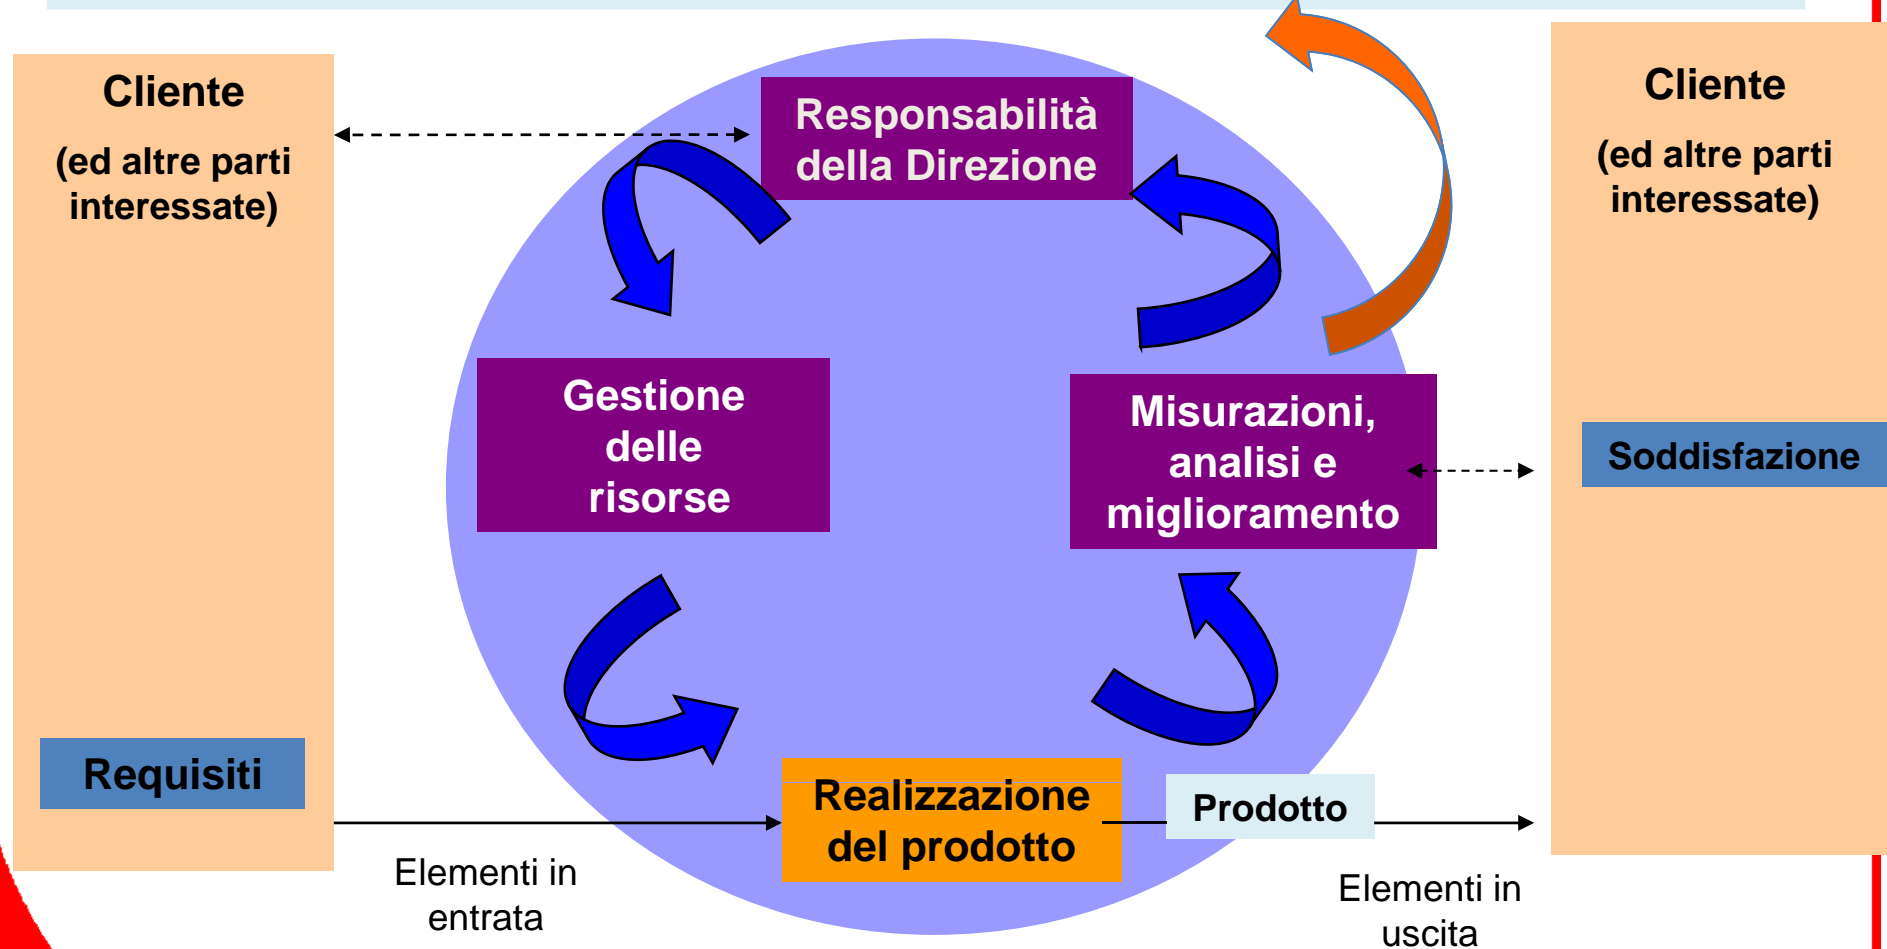 Cliente
(ed altre parti
interessate)
Requisiti
Responsabilità
della Direzione
Gestione
delle
risorse
Misurazioni,
analisi e
miglioramento
Realizzazione
del prodotto
Prodotto
Elementi in
entrata
Elementi in
uscita
Cliente
(ed altre parti
interessate)
Soddisfazione